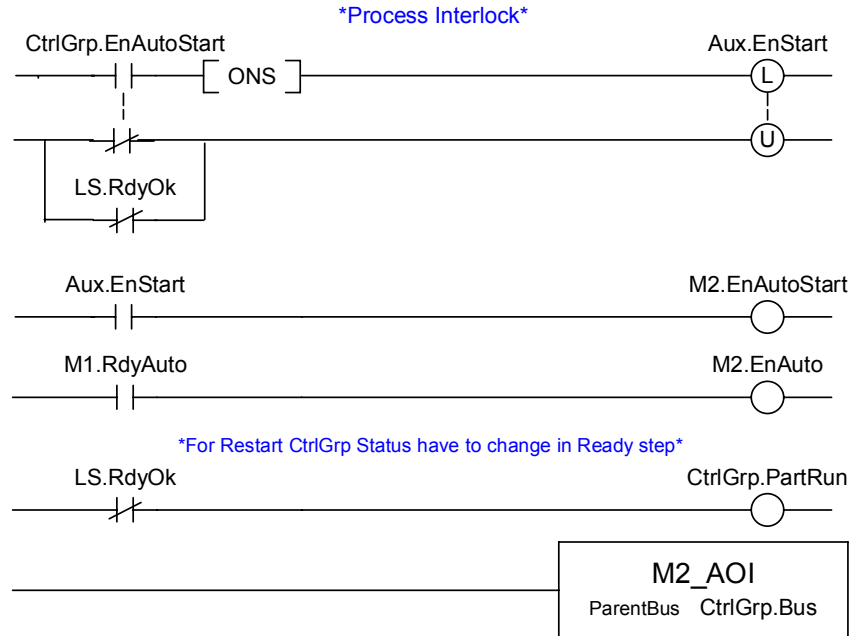 *Process Interlock*
CtrlGrp.EnAutoStart Aux.EnStart
ONS L
U
LS.RdyOk
Aux.EnStart M2.EnAutoStart
M1.RdyAuto M2.EnAuto
*For Restart CtrlGrp Status have to change in Ready step*
LS.RdyOk CtrlGrp.PartRun
M2_AOI
ParentBus CtrlGrp.Bus